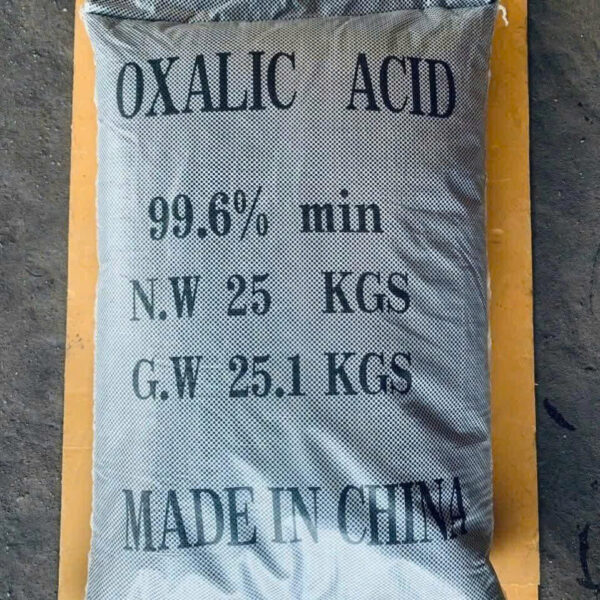 OXALIC ACID
99.6% min
N.W 25 KGS
G.W 25.1 KGS
MADE IN CHINA